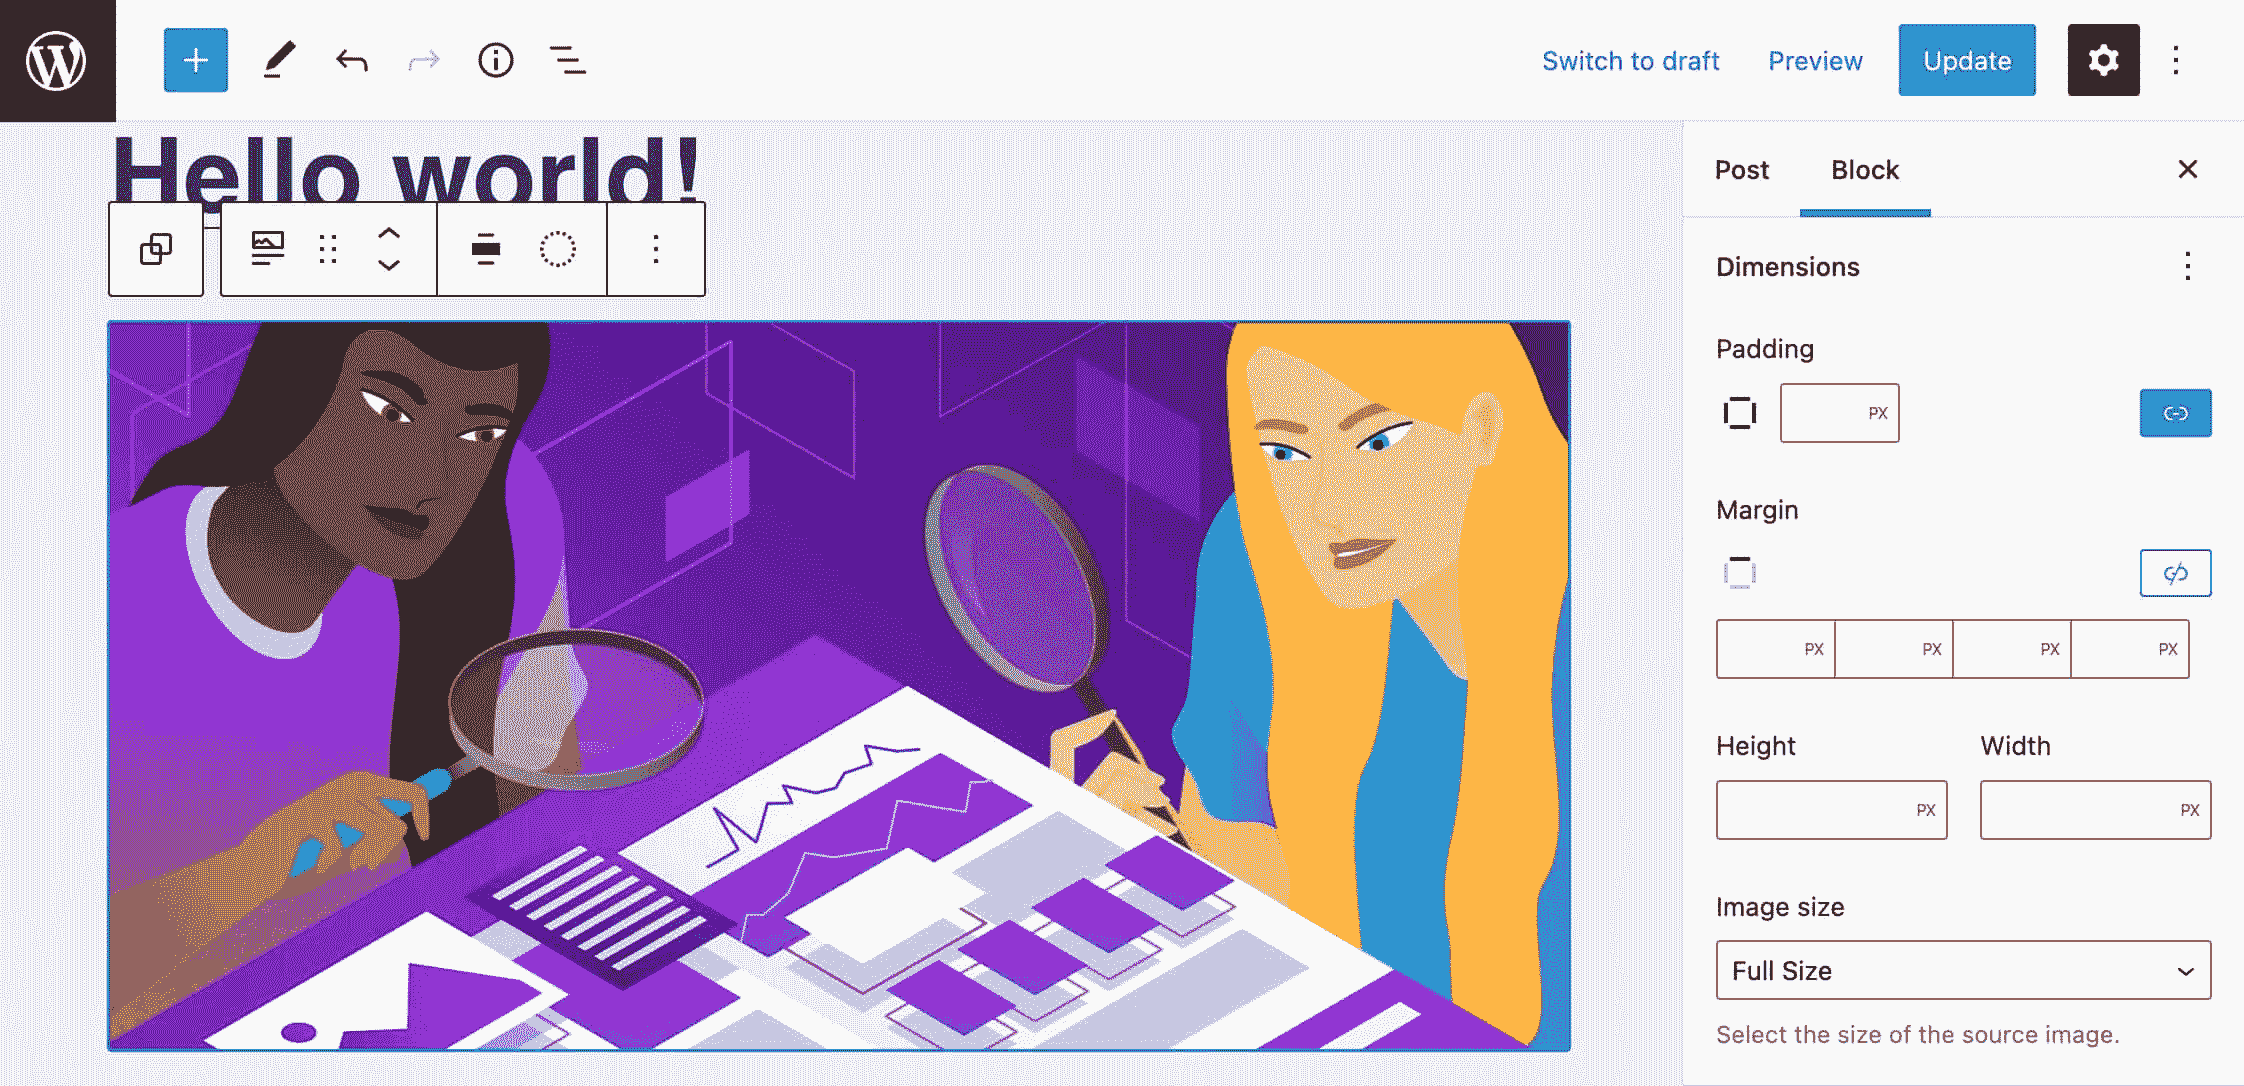 Switch to draft Preview Update
Hello world!
Post Block
Dimensions
Padding
PX
Margin
PX PX PX PX
Height Width
PX PX
Image size
Full Size
Select the size of the source image.